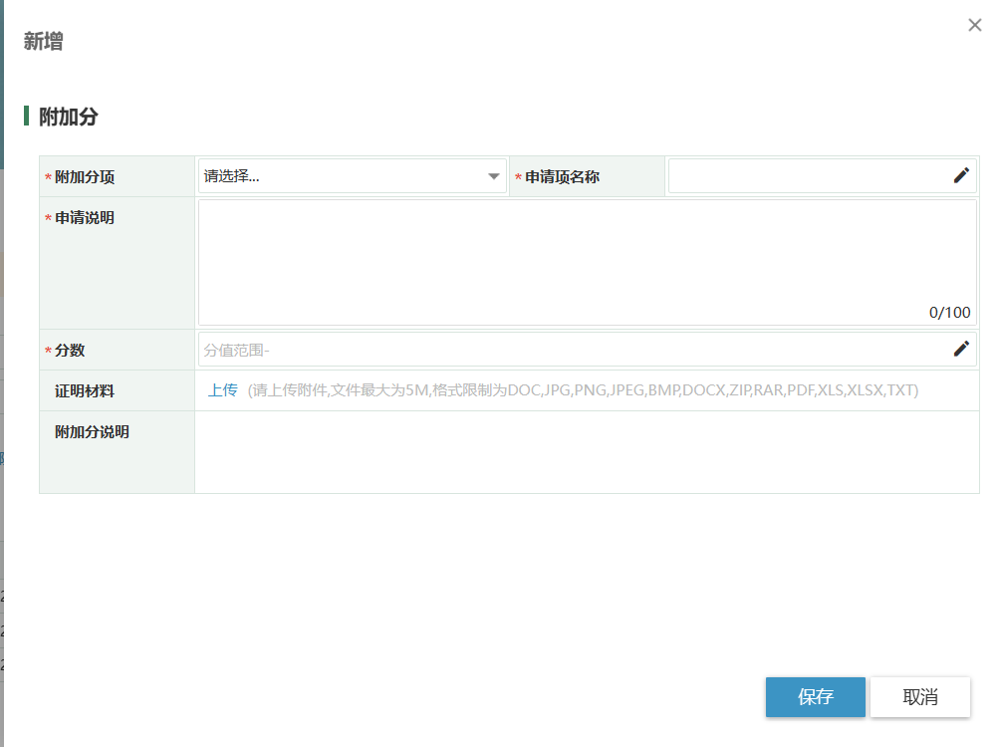 新增
附加分
*附加分项 请选择... *申请项名称
*申请说明
0/100
*分数 分值范围-
证明材料 上传 (请上传附件,文件最大为5M,格式限制为DOC,JPG,PNG,JPEG,BMP,DOCX,ZIP,RAR,PDF,XLS,XLSX,TXT)
附加分说明
保存 取消